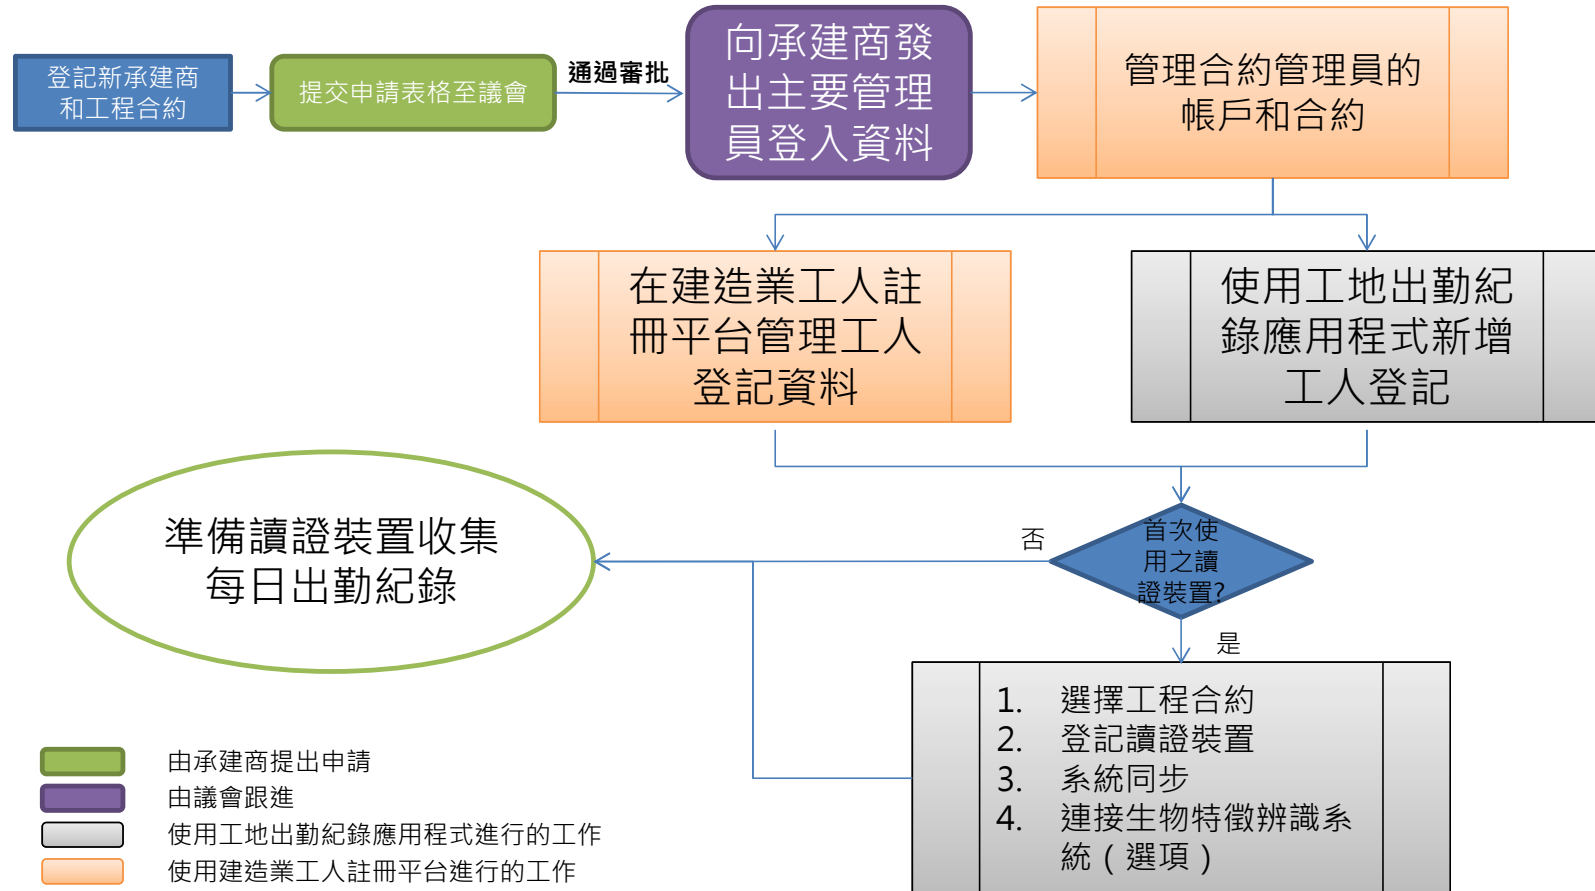 登記新承建商
和工程合約
提交申請表格至議會
通過審批
向承建商發
出主要管理
員登入資料
管理合約管理員的
帳戶和合約
在建造業工人註
冊平台管理工人
登記資料
使用工地出勤紀
錄應用程式新增
工人登記
準備讀證裝置收集
每日出勤紀錄
否
首次使
用之讀
證裝置?
是
1. 選擇工程合約
2. 登記讀證裝置
3. 系統同步
4. 連接生物特徵辨識系
統（選項）
由承建商提出申請
由議會跟進
使用工地出勤紀錄應用程式進行的工作
使用建造業工人註冊平台進行的工作